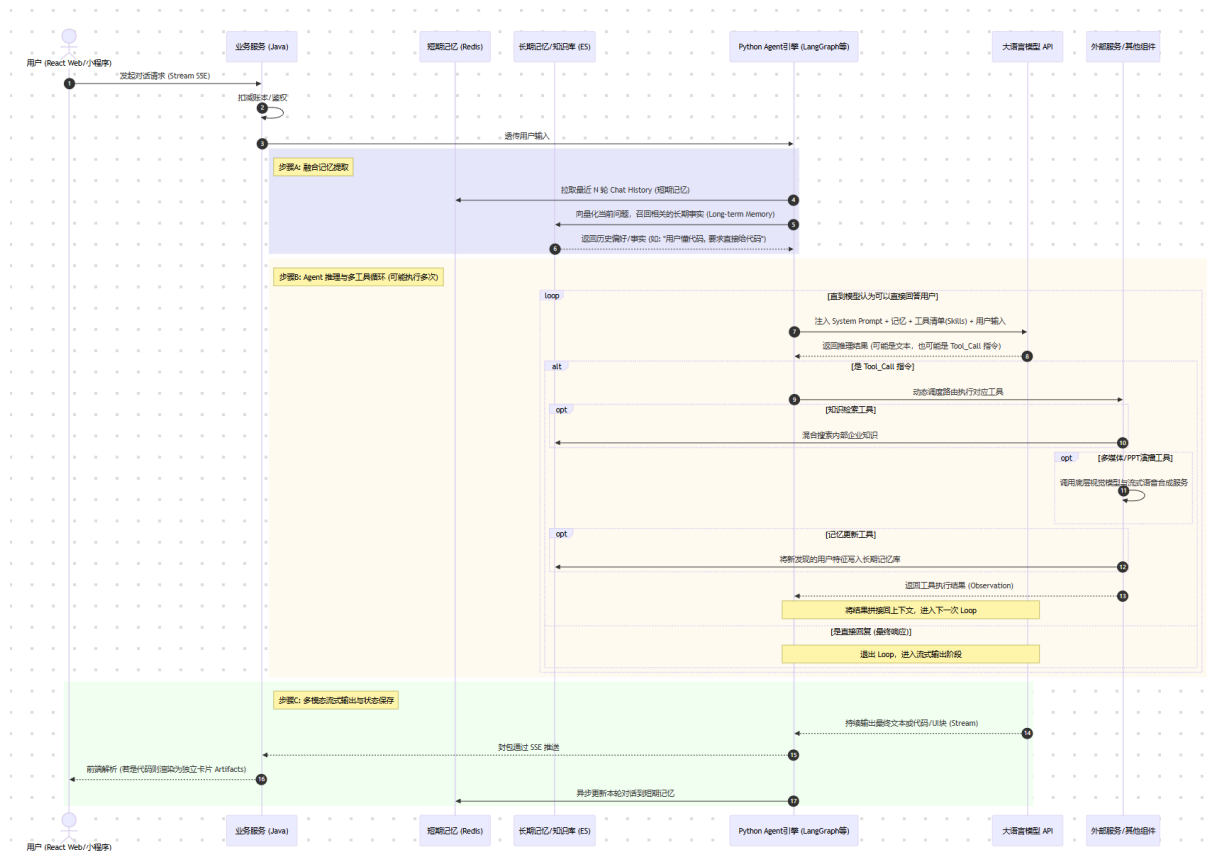 业务服务 (Java)
短期记忆 (Redis)
长期记忆/知识库 (ES)
Python Agent引擎 (LangGraph等)
大语言模型 API
外部服务/其他组件
用户 (React Web/小程序)
发起对话请求 (Stream SSE)
1
扣减账本/鉴权
2
透传用户输入
3
步骤A: 融合记忆提取
拉取最近 N 轮 Chat History (短期记忆)
4
向量化当前问题，召回相关的长期事实 (Long-term Memory)
5
返回历史偏好/事实 (如: "用户懂代码, 要求直接给代码")
6
步骤B: Agent 推理与多工具循环 (可能执行多次)
loop
[直到模型认为可以直接回答用户]
注入 System Prompt + 记忆 + 工具清单(Skills) + 用户输入
7
返回推理结果 (可能是文本，也可能是 Tool_Call 指令)
8
alt
[是 Tool_Call 指令]
动态调度路由执行对应工具
9
opt
[知识检索工具]
混合搜索内部企业知识
10
opt
[多媒体/PPT演播工具]
调用底层视觉模型与流式语音合成服务
11
opt
[记忆更新工具]
将新发现的用户特征写入长期记忆库
12
返回工具执行结果 (Observation)
13
将结果拼接回上下文，进入下一次 Loop
[是直接回复 (最终响应)]
退出 Loop，进入流式输出阶段
步骤C: 多模态流式输出与状态保存
持续输出最终文本或代码/UI块 (Stream)
14
封包通过 SSE 推送
15
前端解析 (若是代码则渲染为独立卡片 Artifacts)
16
异步更新本轮对话到短期记忆
17
业务服务 (Java)
短期记忆 (Redis)
长期记忆/知识库 (ES)
Python Agent引擎 (LangGraph等)
大语言模型 API
外部服务/其他组件
用户 (React Web/小程序)